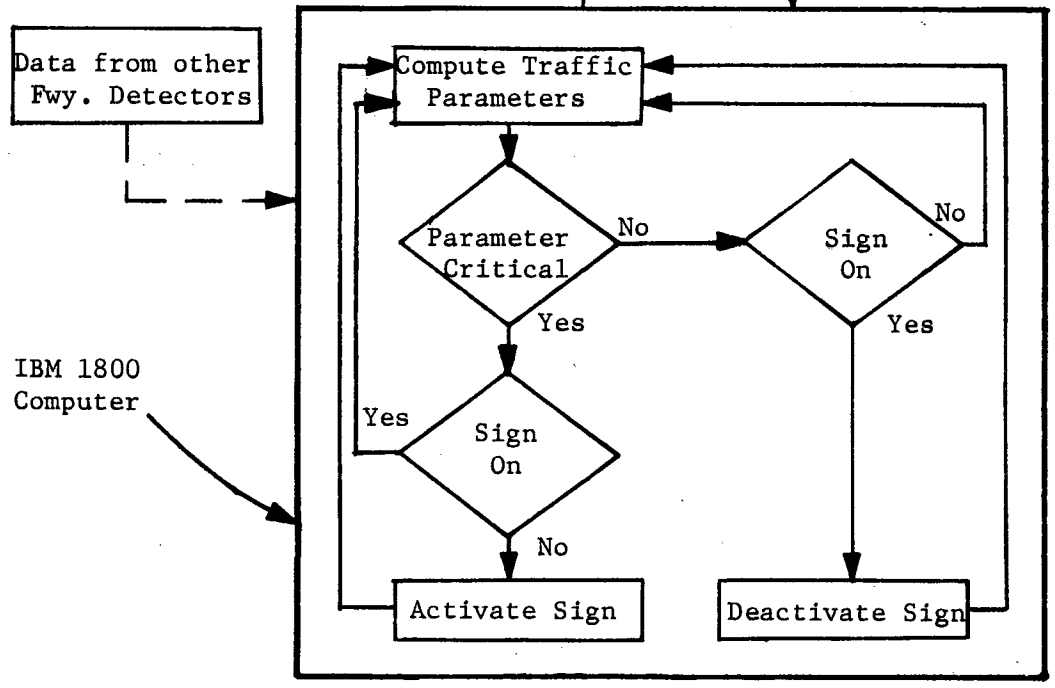 Data from other
Fwy. Detectors
Compute Traffic
Parameters
Parameter
Critical
No
Sign
On
No
Yes
Yes
IBM 1800
Computer
Yes
Sign
On
No
Activate Sign
Deactivate Sign